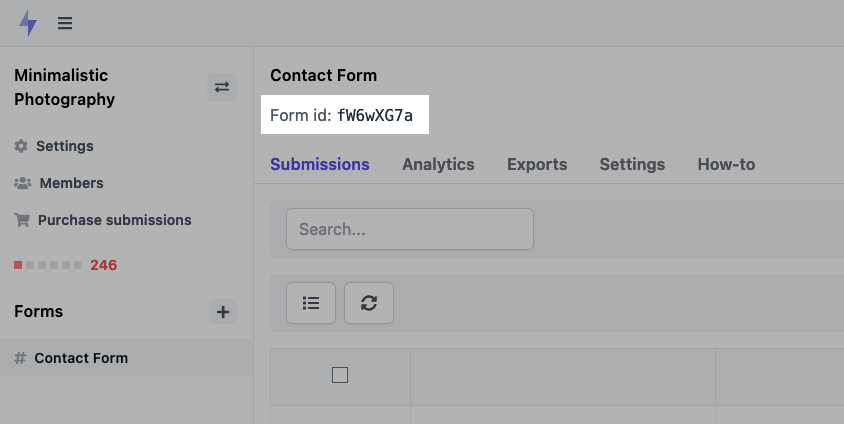 Minimalistic
Photography
Settings
Members
Purchase submissions
246
Forms
+
# Contact Form
Contact Form
Form id: fW6wXG7a
Submissions Analytics Exports Settings How-to
Search...